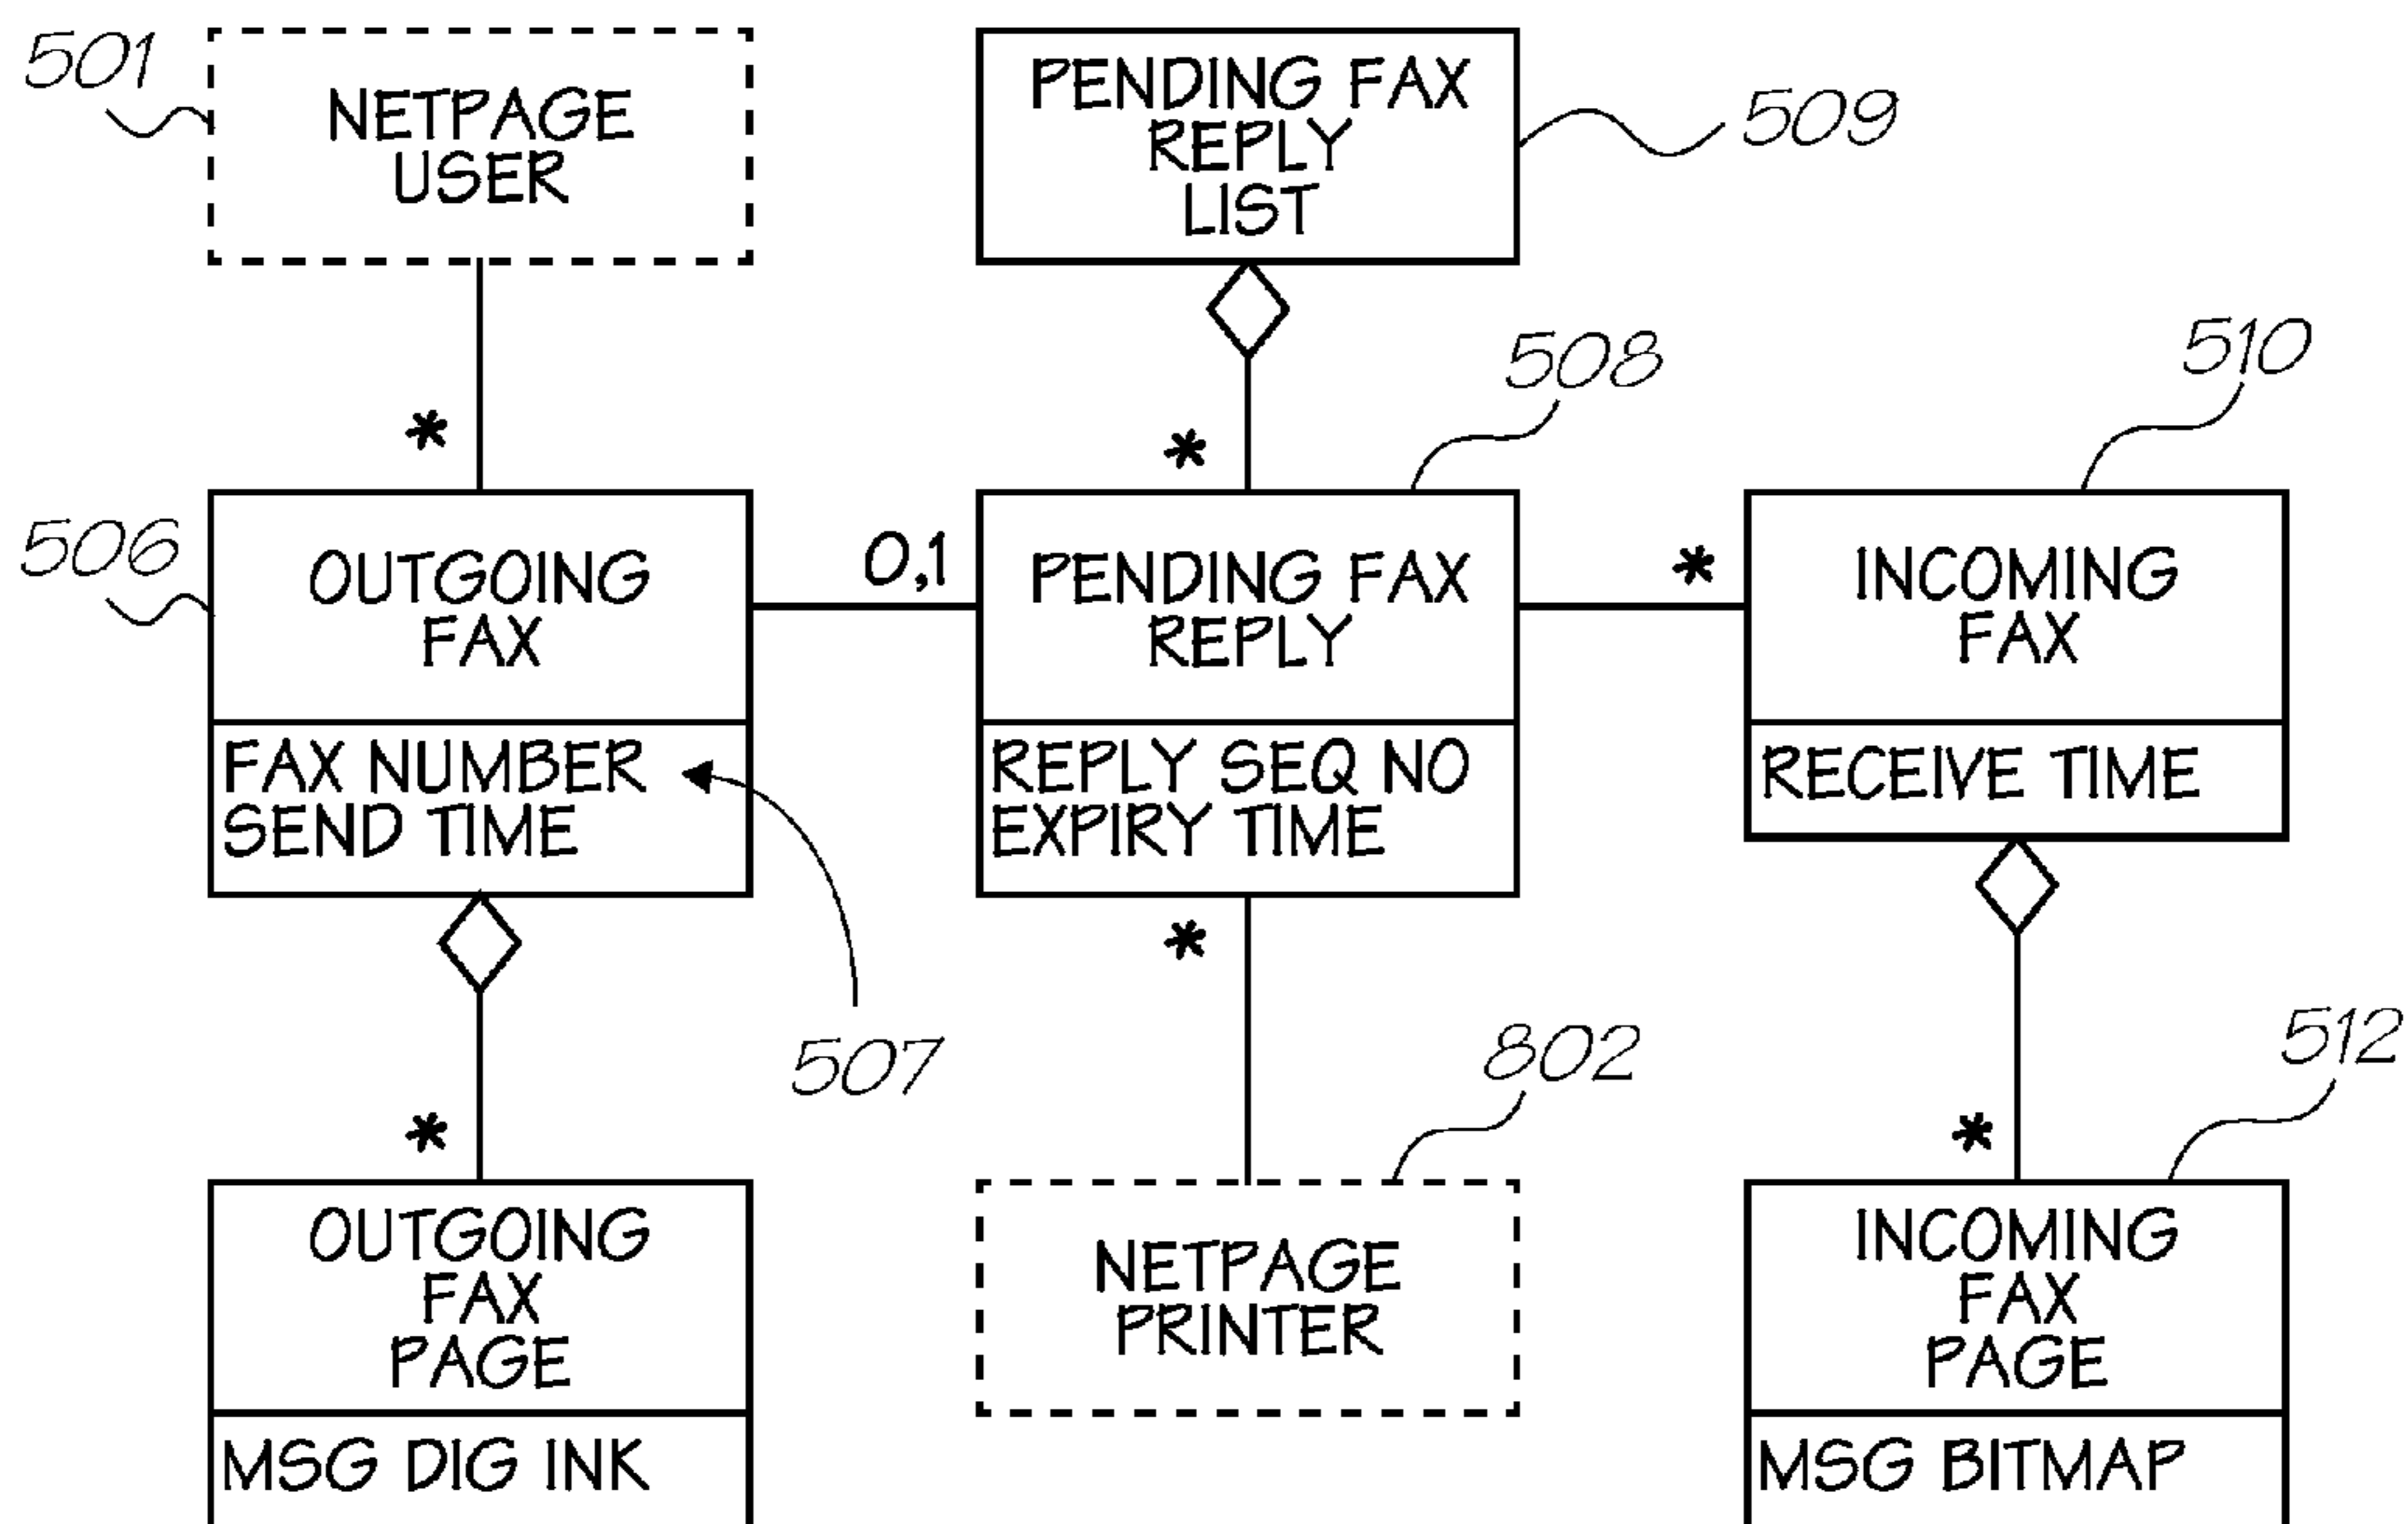 501
NETPAGE
USER
PENDING FAX
REPLY
LIST
509
508
510
*
*
506
OUTGOING
FAX
0,1
PENDING FAX
REPLY
*
INCOMING
FAX
FAX NUMBER
SEND TIME
REPLY SEQ NO
EXPIRY TIME
RECEIVE TIME
*
507
802
512
*
*
OUTGOING
FAX
PAGE
NETPAGE
PRINTER
INCOMING
FAX
PAGE
MSG DIG INK
MSG BITMAP